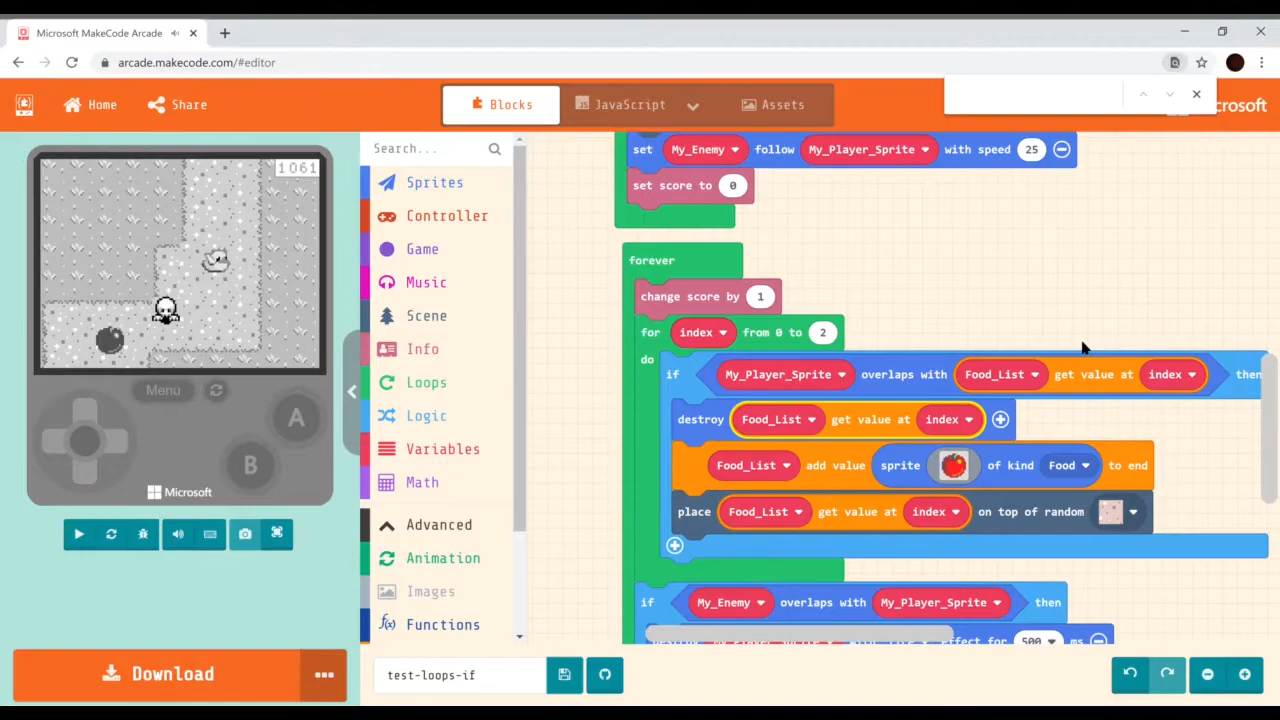 Microsoft MakeCode Arcade
arcade.makecode.com/#editor
Home
Share
Blocks
JavaScript
Assets
crosoft
1061
Menu
A
B
Microsoft
Download
Search...
Sprites
Controller
Game
Music
Scene
Info
Loops
Logic
Variables
Math
Advanced
Animation
Images
Functions
set My_Enemy follow My_Player_Sprite with speed 25
set score to 0
forever
change score by 1
for index from 0 to 2
do
if My_Player_Sprite overlaps with Food_List get value at index then
destroy Food_List get value at index
Food_List add value sprite of kind Food to end
place Food_List get value at index on top of random
if My_Enemy overlaps with My_Player_Sprite then
effect for 500 ms
test-loops-if